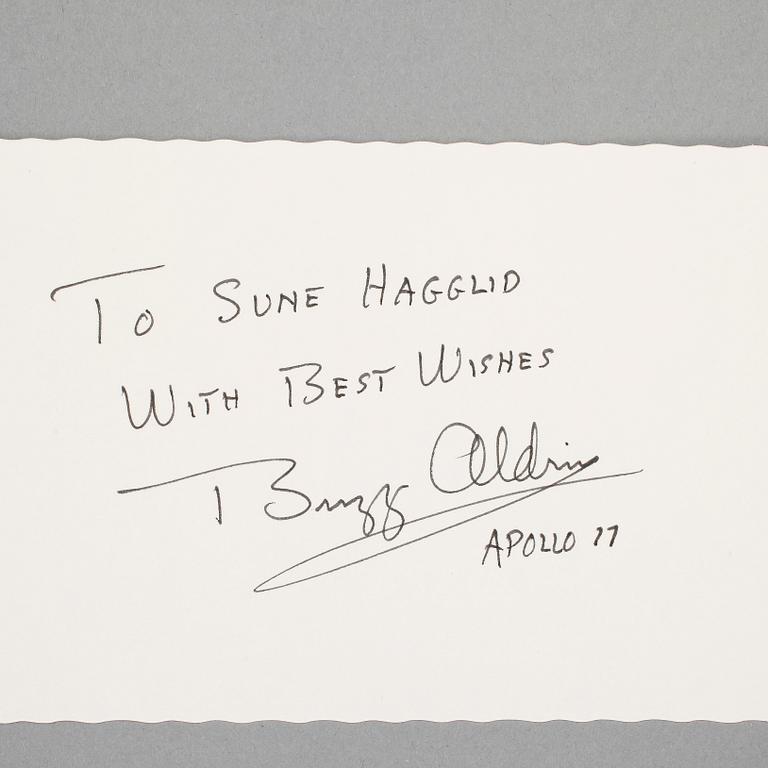 To Sune Hagglid
With Best Wishes
Buzz Aldrin
Apollo 11